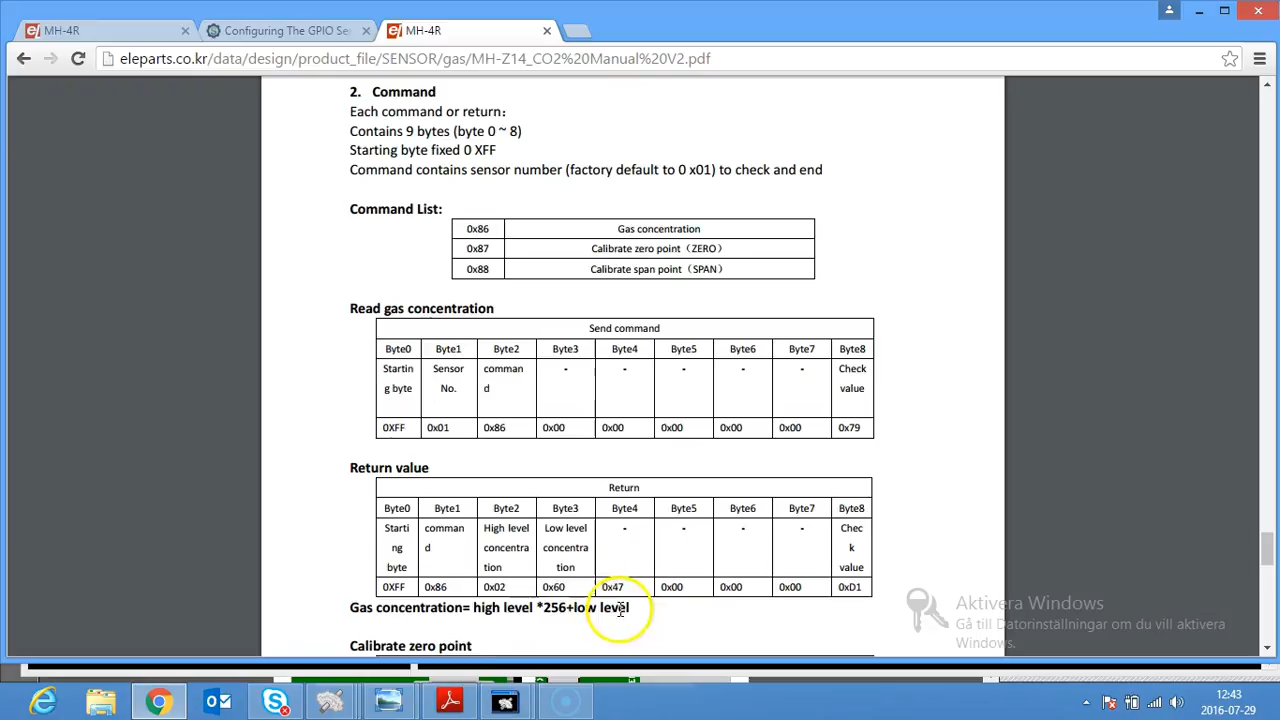 MH-4R
Configuring The GPIO Se
MH-4R
eleparts.co.kr/data/design/product_file/SENSOR/gas/MH-Z14_CO2%20Manual%20V2.pdf
2. Command
Each command or return：
Contains 9 bytes (byte 0 ~ 8)
Starting byte fixed 0 XFF
Command contains sensor number (factory default to 0 x01) to check and end
Command List:
0x86 Gas concentration
0x87 Calibrate zero point（ZERO）
0x88 Calibrate span point（SPAN）
Read gas concentration
Send command
Byte0 Byte1 Byte2 Byte3 Byte4 Byte5 Byte6 Byte7 Byte8
Startin Sensor comman - - - - - Check
g byte No. d value
0XFF 0x01 0x86 0x00 0x00 0x00 0x00 0x00 0x79
Return value
Return
Byte0 Byte1 Byte2 Byte3 Byte4 Byte5 Byte6 Byte7 Byte8
Starti comman High level Low level - - - - Chec
ng d concentra concentra k
byte tion tion value
0XFF 0x86 0x02 0x60 0x47 0x00 0x00 0x00 0xD1
Gas concentration= high level *256+low level
Calibrate zero point
Aktivera Windows
Gå till Datorinställningar om du vill aktivera
Windows.
12:43
2016-07-29